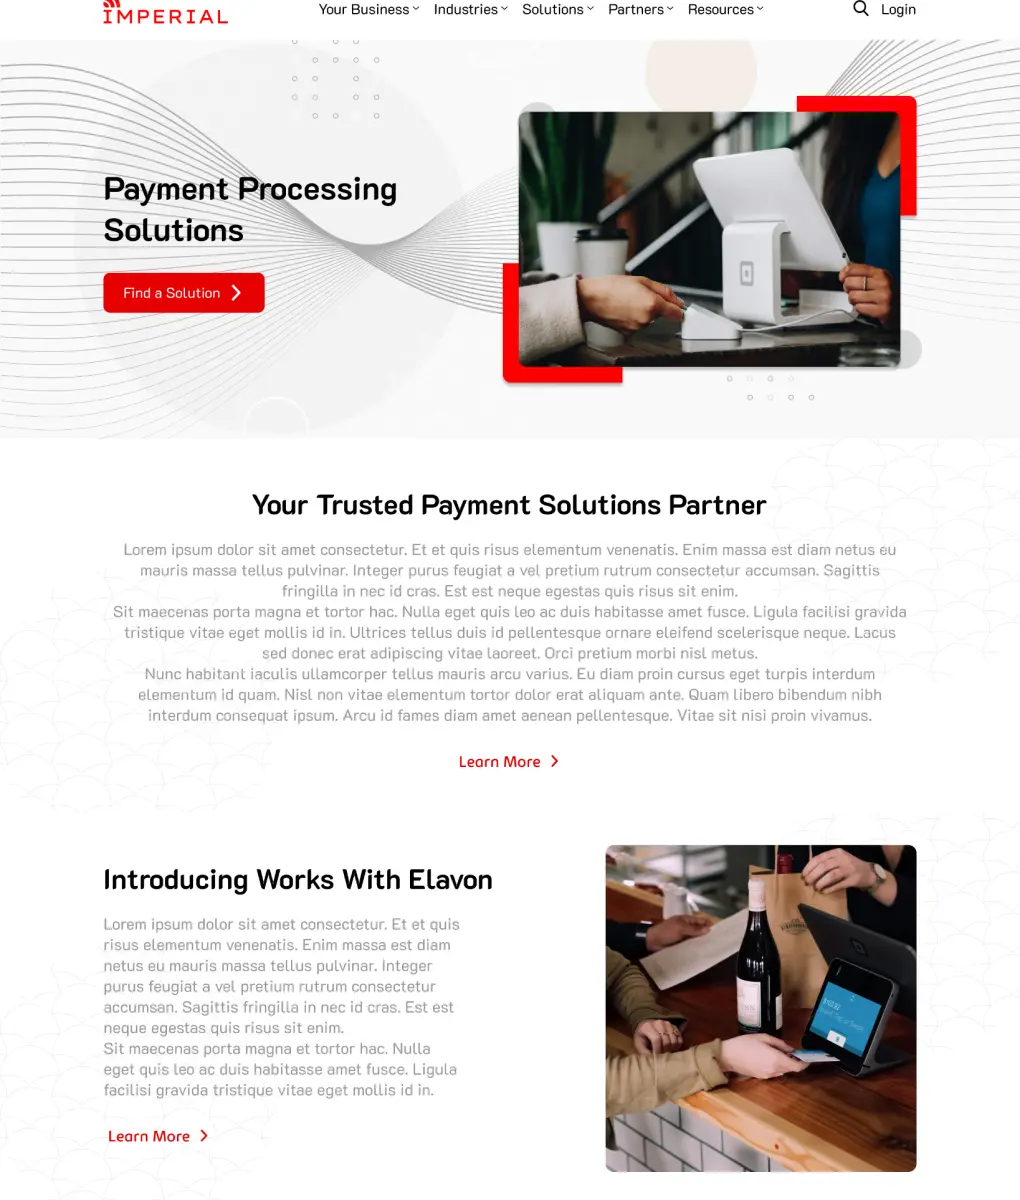 IMPERIAL
Your Business Industries Solutions Partners Resources Login
Payment Processing
Solutions
Find a Solution
Your Trusted Payment Solutions Partner
Lorem ipsum dolor sit amet consectetur. Et et quis risus elementum venenatis. Enim massa est diam netus eu
mauris massa tellus pulvinar. Integer purus feugiat a vel pretium rutrum consectetur accumsan. Sagittis
fringilla in nec id cras. Est est neque egestas quis risus sit enim.
Sit maecenas porta magna et tortor hac. Nulla eget quis leo ac duis habitasse amet fusce. Ligula facilisi gravida
tristique vitae eget mollis id in. Ultrices tellus duis id pellentesque ornare eleifend scelerisque neque. Lacus
sed donec erat adipiscing vitae laoreet. Orci pretium morbi nisl metus.
Nunc habitant iaculis ullamcorper tellus mauris arcu varius. Eu diam proin cursus eget turpis interdum
elementum id quam. Nisl non vitae elementum tortor dolor erat aliquam ante. Quam libero bibendum nibh
interdum consequat ipsum. Arcu id fames diam amet aenean pellentesque. Vitae sit nisi proin vivamus.
Learn More
Introducing Works With Elavon
Lorem ipsum dolor sit amet consectetur. Et et quis
risus elementum venenatis. Enim massa est diam
netus eu mauris massa tellus pulvinar. Integer
purus feugiat a vel pretium rutrum consectetur
accumsan. Sagittis fringilla in nec id cras. Est est
neque egestas quis risus sit enim.
Sit maecenas porta magna et tortor hac. Nulla
eget quis leo ac duis habitasse amet fusce. Ligula
facilisi gravida tristique vitae eget mollis id in.
Learn More